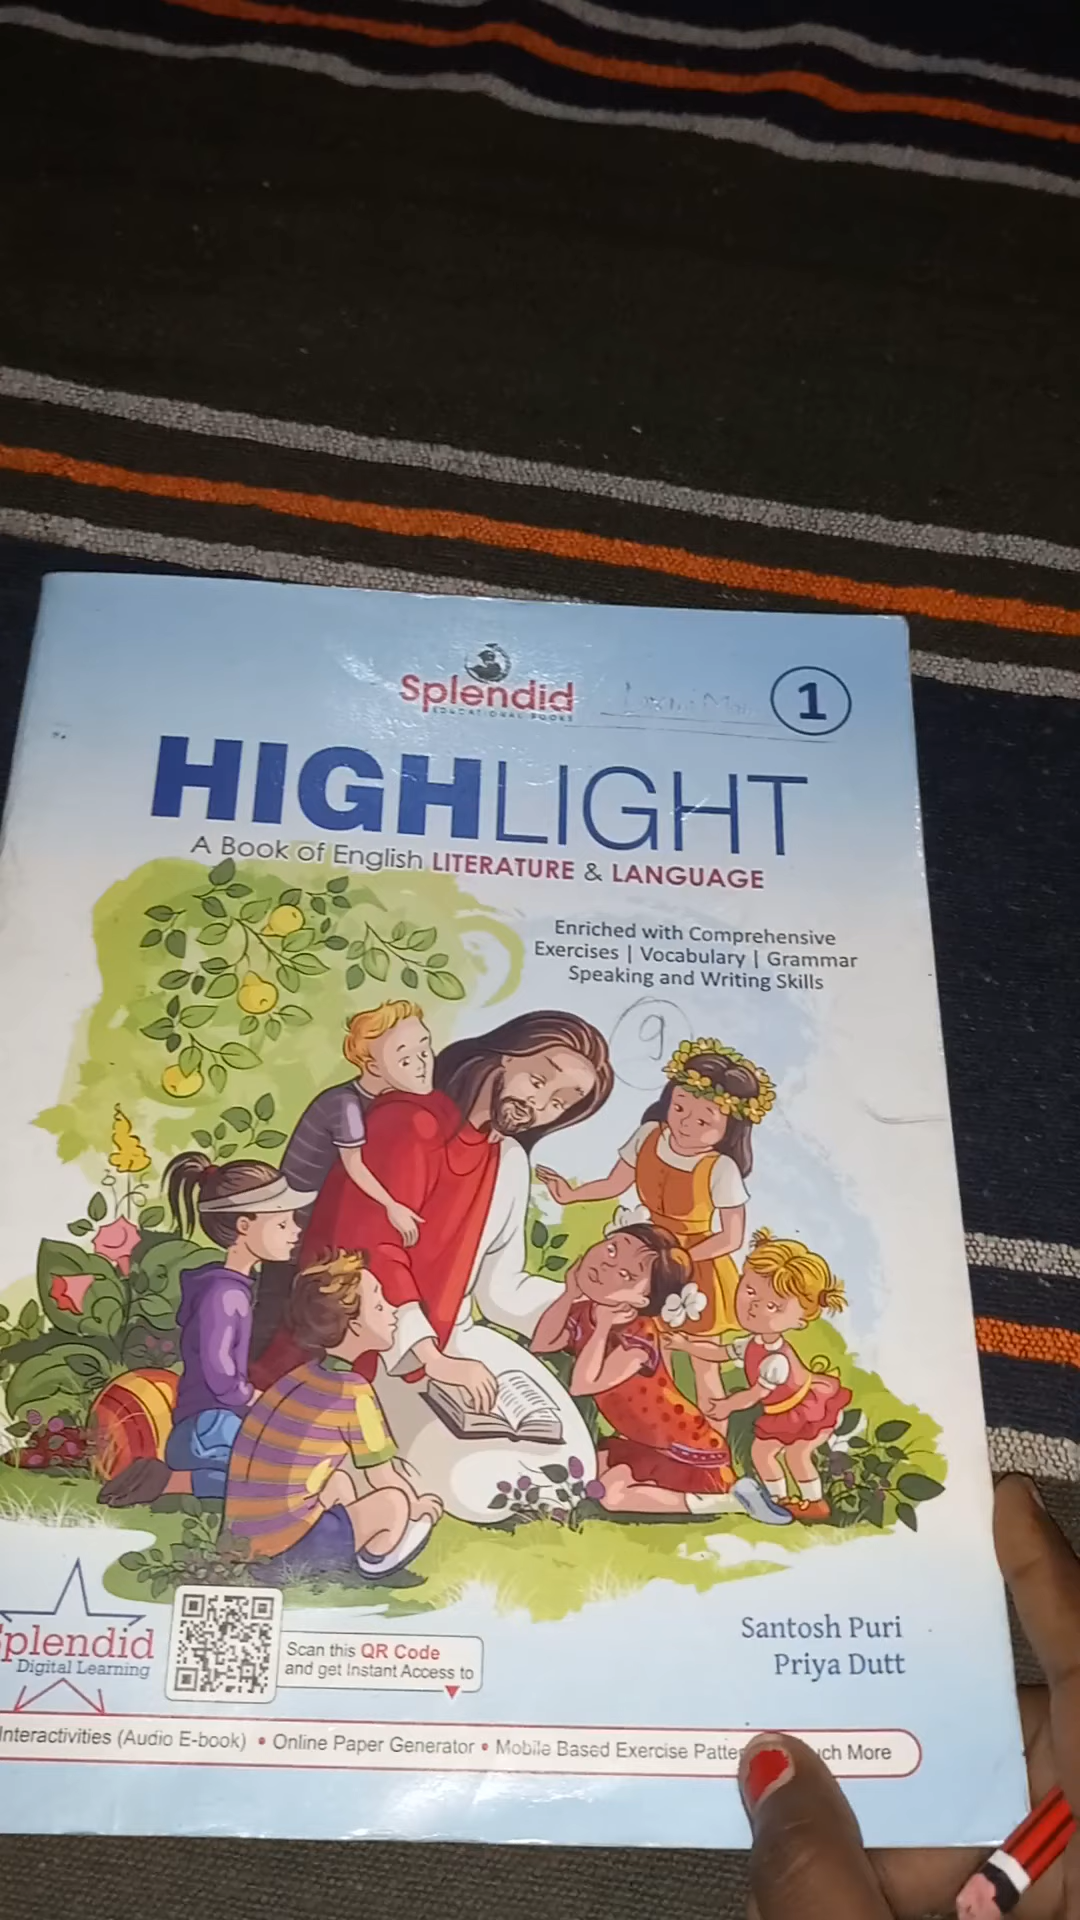 Splendid
EDUCATIONAL BOOKS
1
HIGHLIGHT
A Book of English LITERATURE & LANGUAGE
Enriched with Comprehensive
Exercises | Vocabulary | Grammar
Speaking and Writing Skills
9
Santosh Puri
Priya Dutt
Splendid
Digital Learning
Scan this QR Code
and get Instant Access to
Interactivities (Audio E-book) • Online Paper Generator • Mobile Based Exercise More